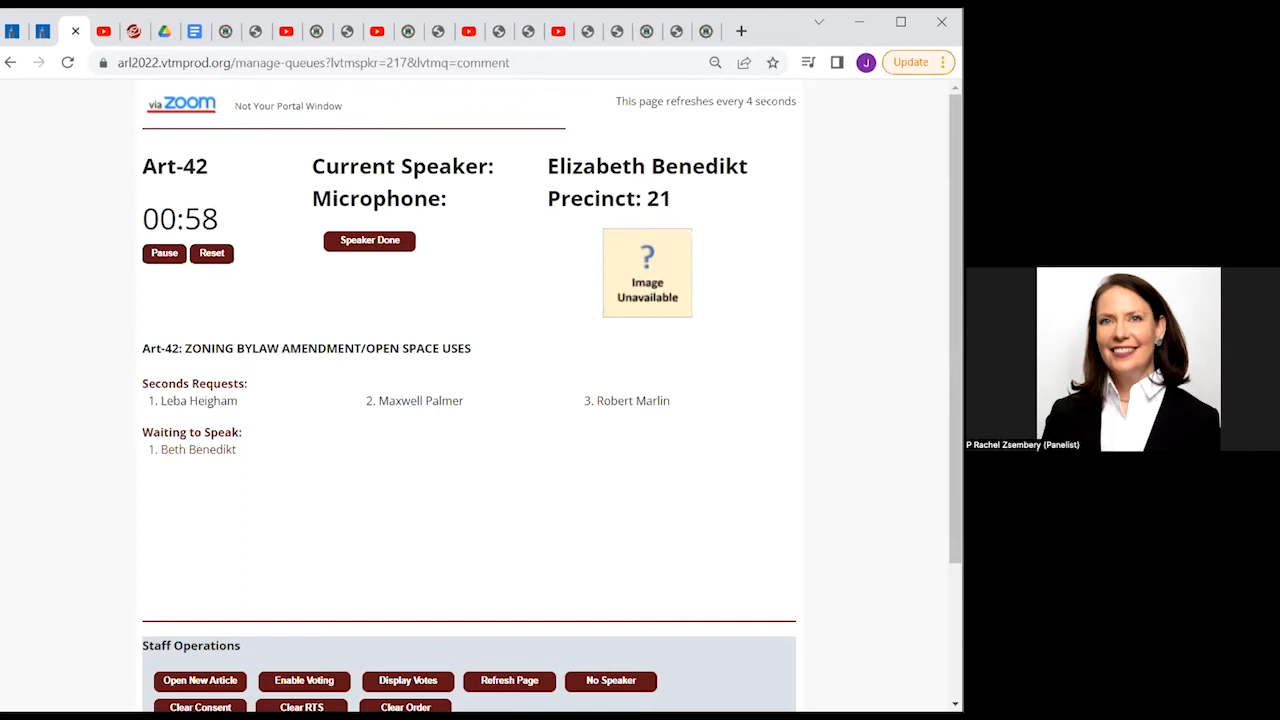 arl2022.vtmprod.org/manage-queues?lvtmspkr=217&lvtmq=comment
J
Update
via zoom
Not Your Portal Window
This page refreshes every 4 seconds
Art-42
Current Speaker:
Elizabeth Benedikt
Microphone:
Precinct: 21
00:58
Speaker Done
Pause
Reset
?
Image
Unavailable
Art-42: ZONING BYLAW AMENDMENT/OPEN SPACE USES
Seconds Requests:
1. Leba Heigham
2. Maxwell Palmer
3. Robert Marlin
Waiting to Speak:
1. Beth Benedikt
P Rachel Zsembery (Panelist)
Staff Operations
Open New Article
Enable Voting
Display Votes
Refresh Page
No Speaker
Clear Consent
Clear RTS
Clear Order